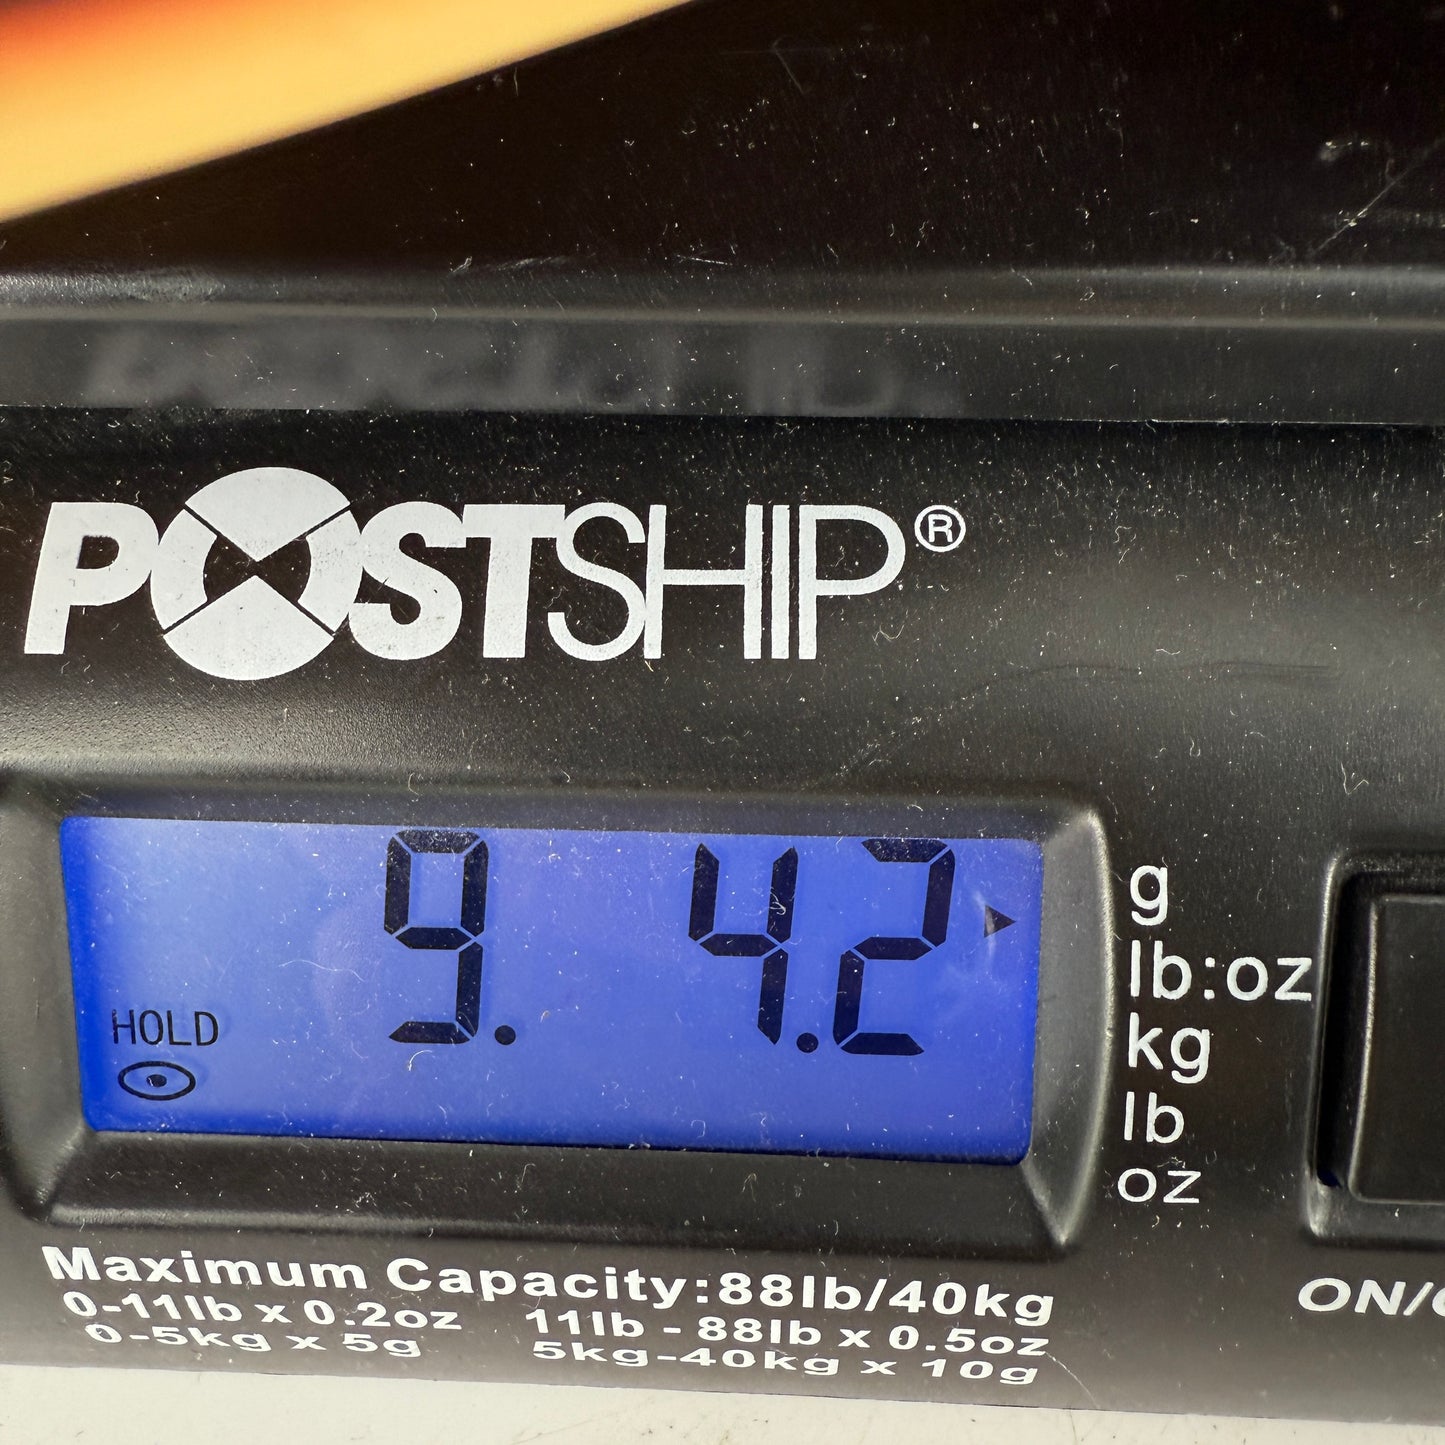 POSTSHIP®
9. 4.2
HOLD
g
lb:oz
kg
lb
oz
Maximum Capacity:88lb/40kg
0-11lb x 0.2oz 11lb - 88lb x 0.5oz
0-5kg x 5g 5kg-40kg x 10g
ON/